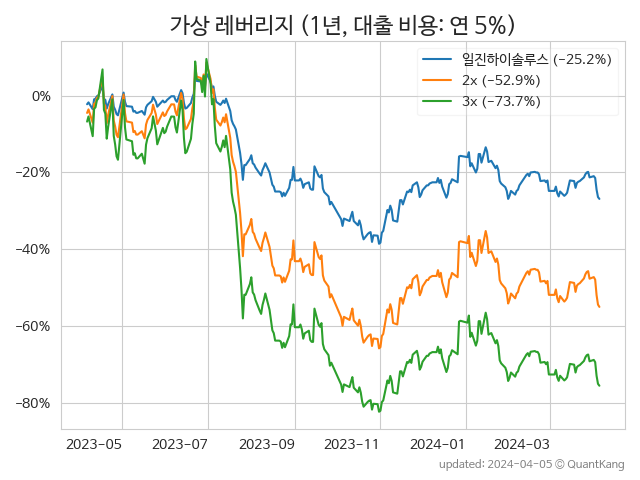 가상 레버리지 (1년, 대출 비용: 연 5%)
일진하이솔루스 (−25.2%)
2x (−52.9%)
3x (−73.7%)
0%
−20%
−40%
−60%
−80%
2023-05 2023-07 2023-09 2023-11 2024-01 2024-03
updated: 2024-04-05 © QuantKang